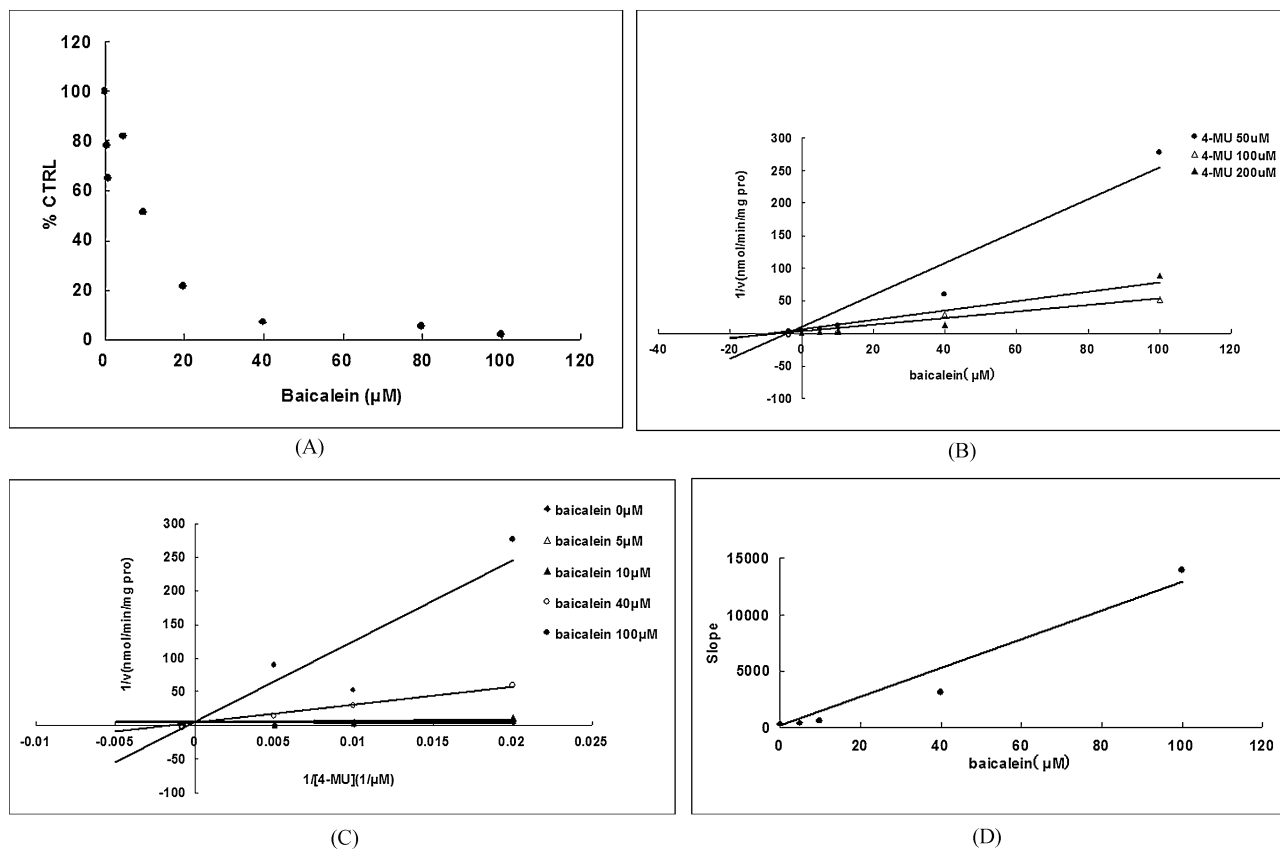 120
100
80
60
40
20
0
% CTRL
0 20 40 60 80 100 120
Baicalein (μM)
(A)
300
250
200
150
100
50
0
-50
-100
1/v(nmol/min/mg pro)
-40 -20 0 20 40 60 80 100 120
baicalein( μM)
4-MU 50uM
4-MU 100uM
4-MU 200uM
(B)
300
250
200
150
100
50
0
-50
-100
1/v(nmol/min/mg pro)
-0.01 -0.005 0 0.005 0.01 0.015 0.02 0.025
1/[4-MU](1/μM)
baicalein 0μM
baicalein 5μM
baicalein 10μM
baicalein 40μM
baicalein 100μM
(C)
15000
10000
5000
0
Slope
0 20 40 60 80 100 120
baicalein( μM)
(D)